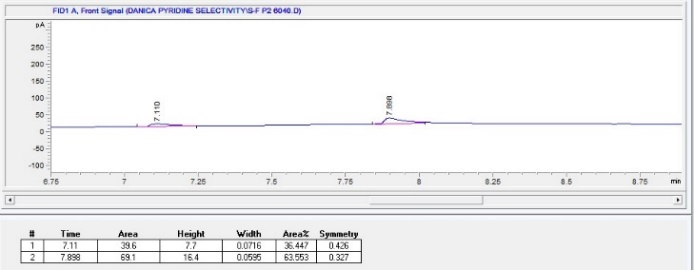 FID1 A, Front Signal (DANICA PYRIDINE SELECTIVITY\S-F P2 6040.D)
pA
250
200
150
100
50
0
-50
-100
7.110
7.898
6.75 7 7.25 7.5 7.75 8 8.25 8.5 8.75 min
# Time Area Height Width Area% Symmetry
1 7.11 39.6 7.7 0.0716 36.447 0.426
2 7.898 69.1 16.4 0.0595 63.553 0.327